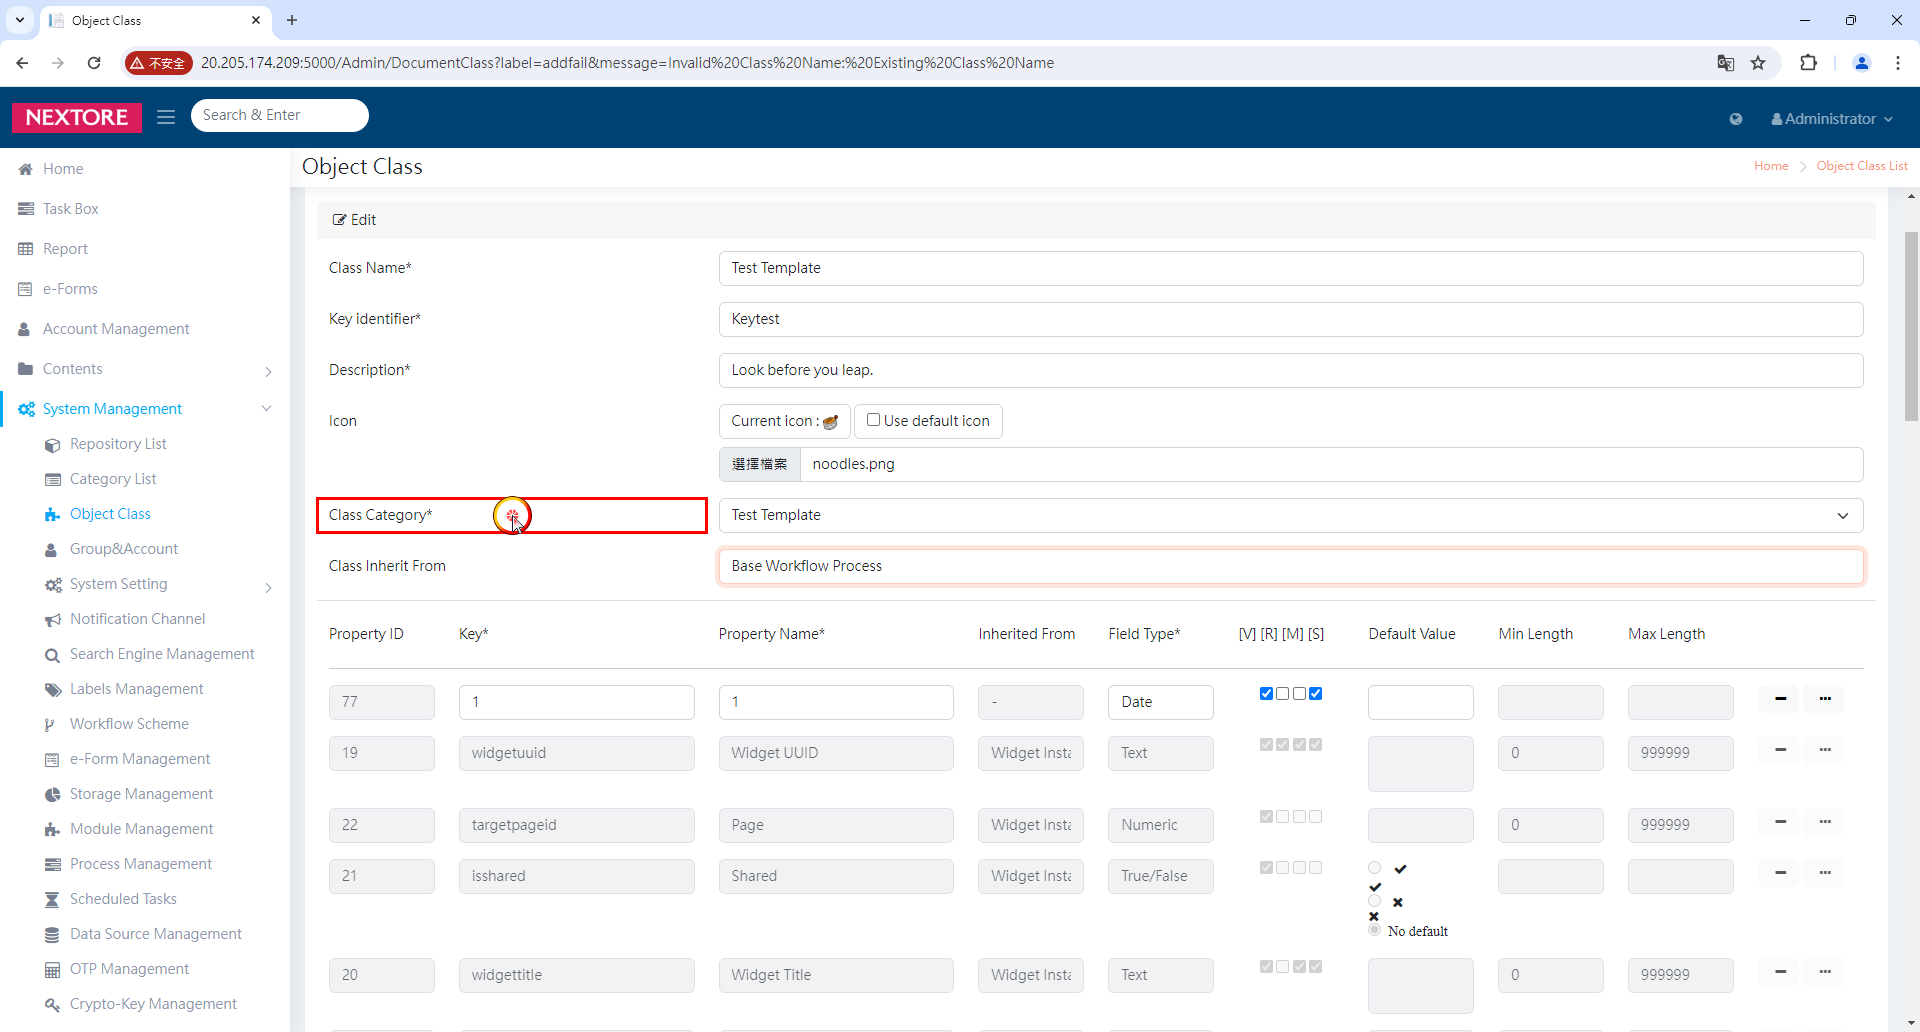 Object Class
不安全
20.205.174.209:5000/Admin/DocumentClass?label=addfail&message=Invalid%20Class%20Name:%20Existing%20Class%20Name
NEXTORE
Search & Enter
Administrator
Home
Task Box
Report
e-Forms
Account Management
Contents
System Management
Repository List
Category List
Object Class
Group&Account
System Setting
Notification Channel
Search Engine Management
Labels Management
Workflow Scheme
e-Form Management
Storage Management
Module Management
Process Management
Scheduled Tasks
Data Source Management
OTP Management
Crypto-Key Management
Object Class
Home Object Class List
Edit
Class Name* Test Template
Key identifier* Keytest
Description* Look before you leap.
Icon Current icon : Use default icon
選擇檔案 noodles.png
Class Category* Test Template
Class Inherit From Base Workflow Process
Property ID Key* Property Name* Inherited From Field Type* [V] [R] [M] [S] Default Value Min Length Max Length
77 1 1 - Date
19 widgetuuid Widget UUID Widget Insta Text 0 999999
22 targetpageid Page Widget Insta Numeric 0 999999
21 isshared Shared Widget Insta True/False
No default
20 widgettitle Widget Title Widget Insta Text 0 999999